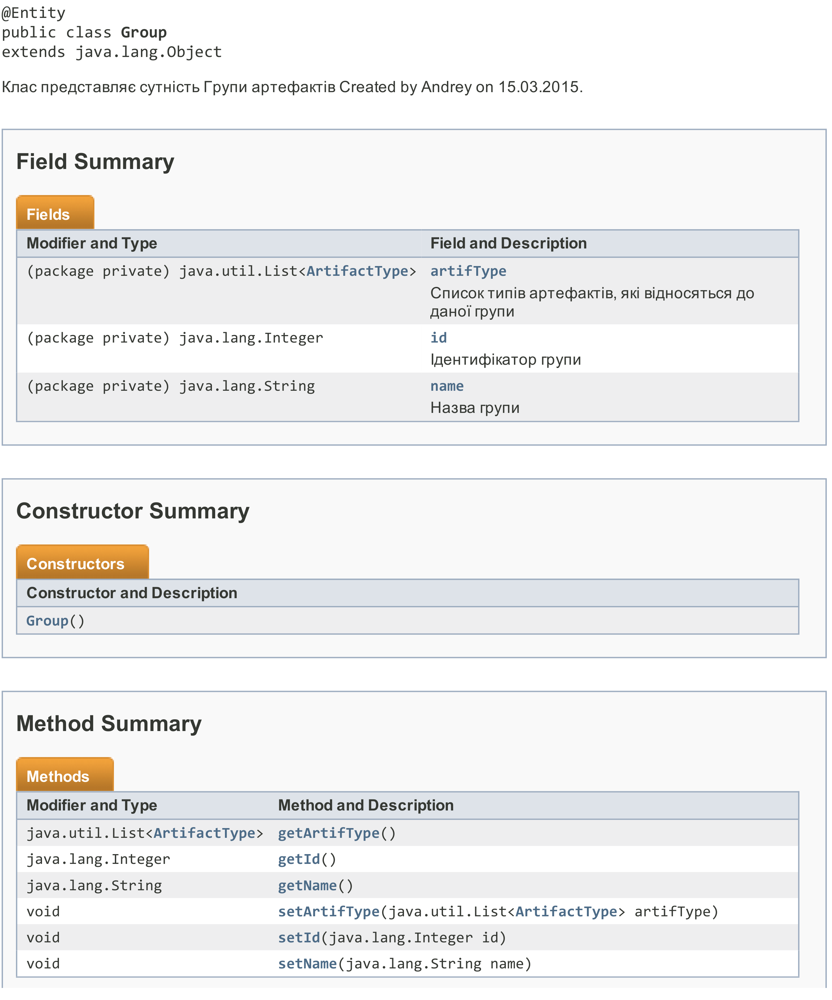 @Entity
public class Group
extends java.lang.Object
Клас представляє сутність Групи артефактів Created by Andrey on 15.03.2015.
Field Summary
Fields
Modifier and Type Field and Description
(package private) java.util.List<ArtifactType> artifType
Список типів артефактів, які відносяться до
даної групи
(package private) java.lang.Integer id
Ідентифікатор групи
(package private) java.lang.String name
Назва групи
Constructor Summary
Constructors
Constructor and Description
Group()
Method Summary
Methods
Modifier and Type Method and Description
java.util.List<ArtifactType> getArtifType()
java.lang.Integer getId()
java.lang.String getName()
void setArtifType(java.util.List<ArtifactType> artifType)
void setId(java.lang.Integer id)
void setName(java.lang.String name)